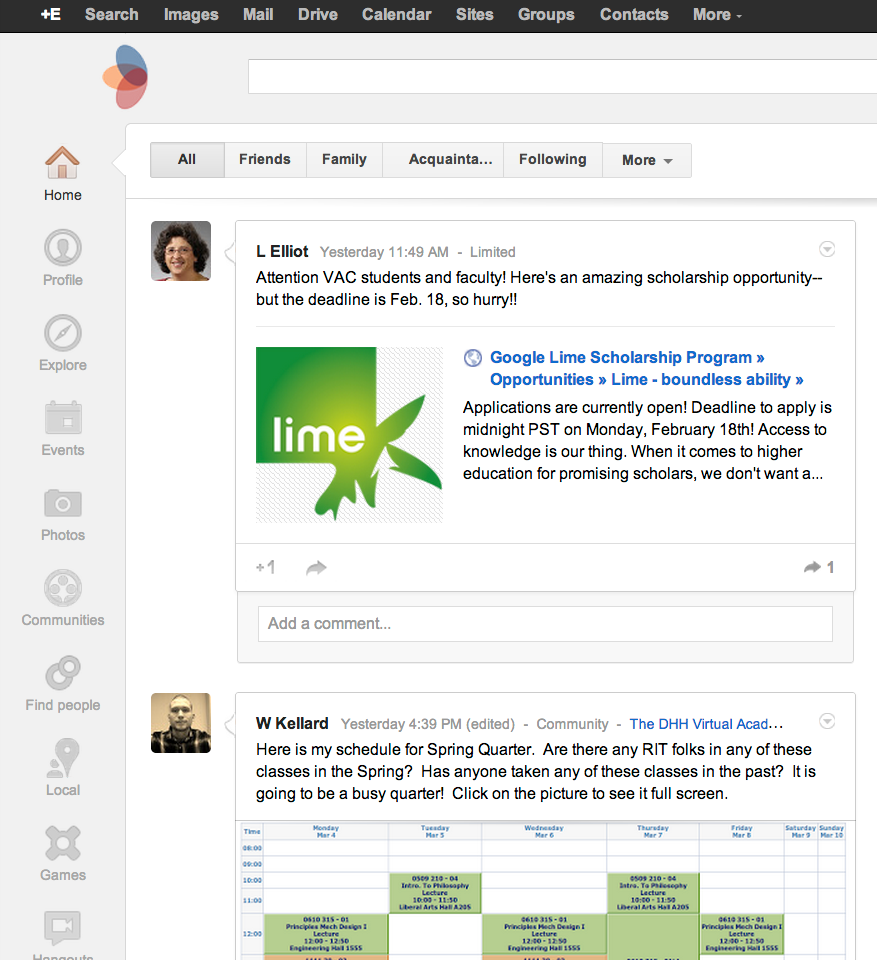 +E Search Images Mail Drive Calendar Sites Groups Contacts More
Home
Profile
Explore
Events
Photos
Communities
Find people
Local
Games
Hangouts
All Friends Family Acquainta... Following More
L Elliot Yesterday 11:49 AM - Limited
Attention VAC students and faculty! Here's an amazing scholarship opportunity--
but the deadline is Feb. 18, so hurry!!
lime
Google Lime Scholarship Program »
Opportunities » Lime - boundless ability »
Applications are currently open! Deadline to apply is
midnight PST on Monday, February 18th! Access to
knowledge is our thing. When it comes to higher
education for promising scholars, we don't want a...
+1 1
Add a comment...
W Kellard Yesterday 4:39 PM (edited) - Community - The DHH Virtual Acad...
Here is my schedule for Spring Quarter. Are there any RIT folks in any of these
classes in the Spring? Has anyone taken any of these classes in the past? It is
going to be a busy quarter! Click on the picture to see it full screen.
Time Monday Tuesday Wednesday Thursday Friday Saturday Sunday
Mar 4 Mar 5 Mar 6 Mar 7 Mar 8 Mar 9 Mar 10
08:00
09:00
10:00
11:00
12:00
0509 210 - 04
Intro. To Philosophy
Lecture
10:00 - 11:50
Liberal Arts Hall A205
0509 210 - 04
Intro. To Philosophy
Lecture
10:00 - 11:50
Liberal Arts Hall A205
0610 315 - 01
Principles Mech Design I
Lecture
12:00 - 12:50
Engineering Hall 1555
0610 315 - 01
Principles Mech Design I
Lecture
12:00 - 12:50
Engineering Hall 1555
0610 315 - 01
Principles Mech Design I
Lecture
12:00 - 12:50
Engineering Hall 1555